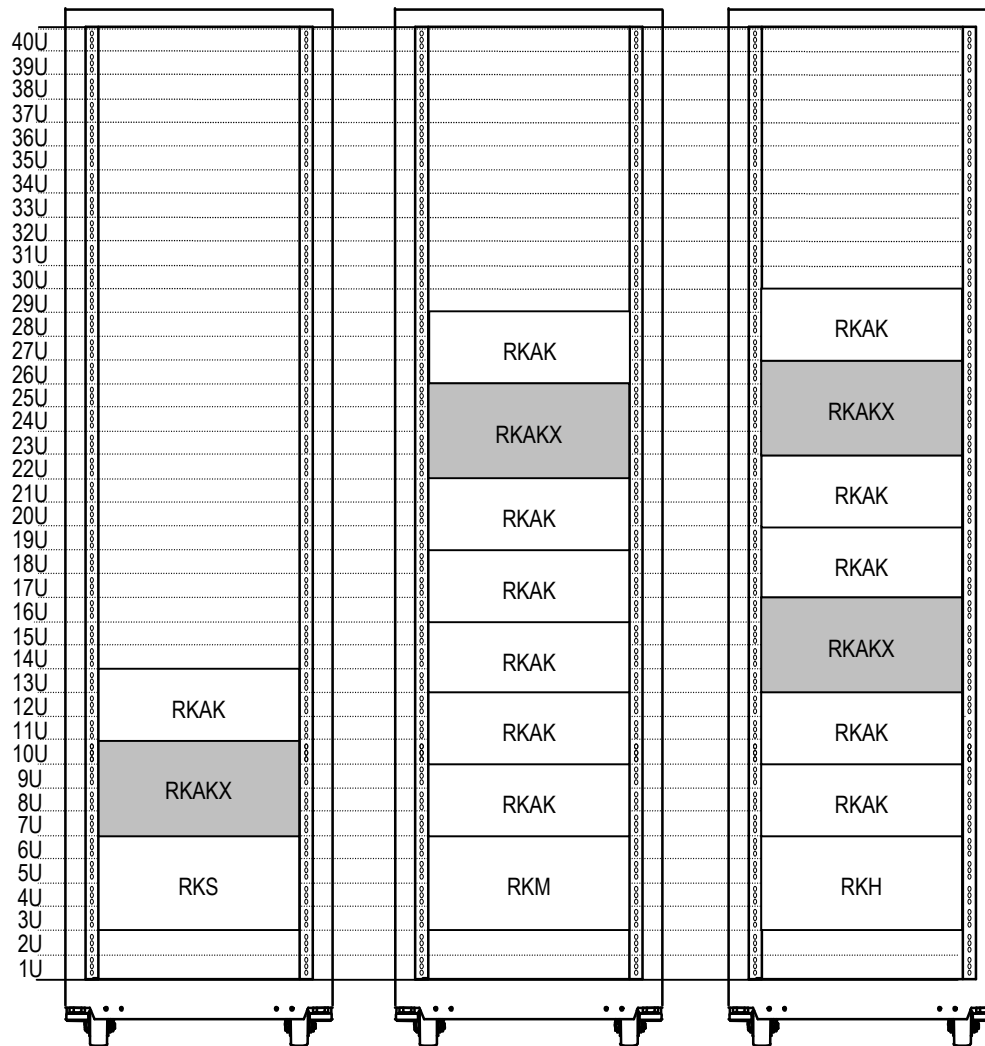 40U
39U
38U
37U
36U
35U
34U
33U
32U
31U
30U
29U
28U RKAK
27U RKAK
26U
25U RKAKX
24U
23U RKAKX
22U
21U RKAK
20U RKAK
19U
18U RKAK
17U RKAK
16U
15U RKAKX
14U RKAK
13U
12U RKAK
11U RKAK RKAK
10U
9U
8U RKAKX RKAK RKAK
7U
6U
5U RKS RKM RKH
4U
3U
2U
1U